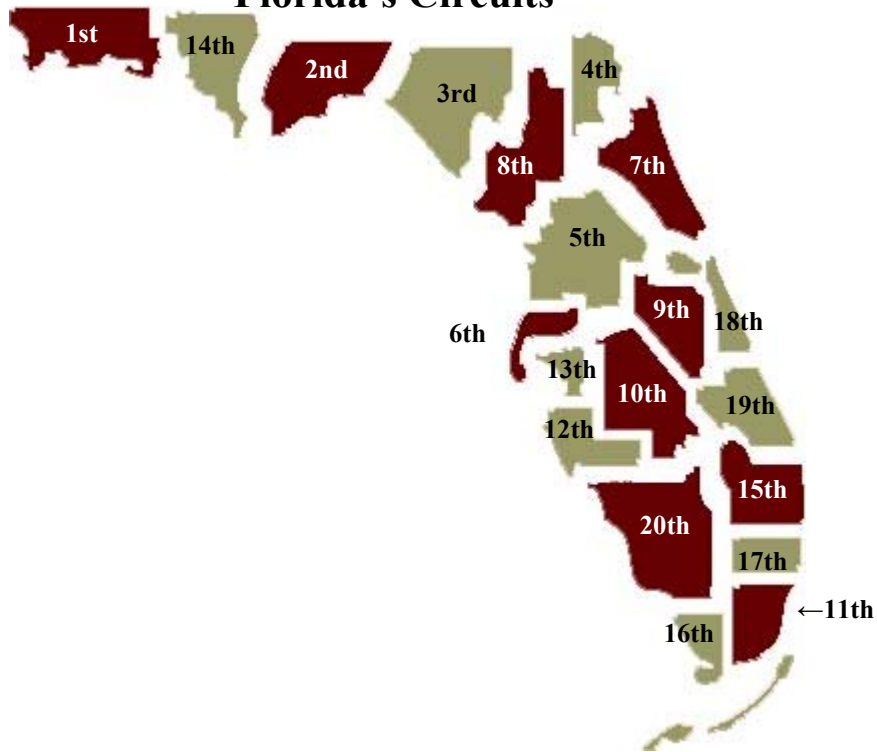 Florida's Circuits
1st
14th
2nd
3rd
4th
8th
7th
5th
9th
18th
6th
13th
10th
19th
12th
15th
20th
17th
←11th
16th